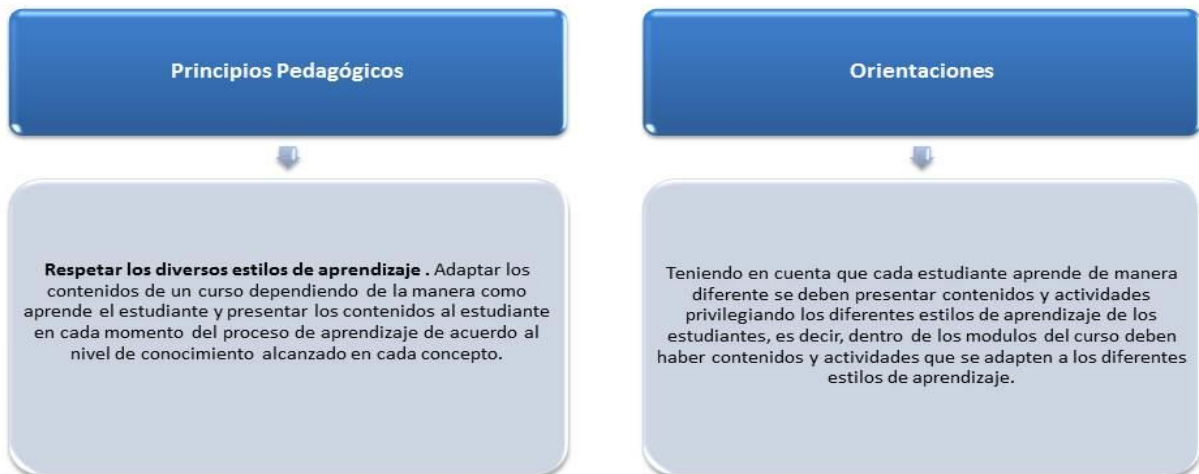 Principios Pedagógicos
Respetar los diversos estilos de aprendizaje . Adaptar los
contenidos de un curso dependiendo de la manera como
aprende el estudiante y presentar los contenidos al estudiante
en cada momento del proceso de aprendizaje de acuerdo al
nivel de conocimiento alcanzado en cada concepto.
Orientaciones
Teniendo en cuenta que cada estudiante aprende de manera
diferente se deben presentar contenidos y actividades
privilegiando los diferentes estilos de aprendizaje de los
estudiantes, es decir, dentro de los modulos del curso deben
haber contenidos y actividades que se adapten a los diferentes
estilos de aprendizaje.